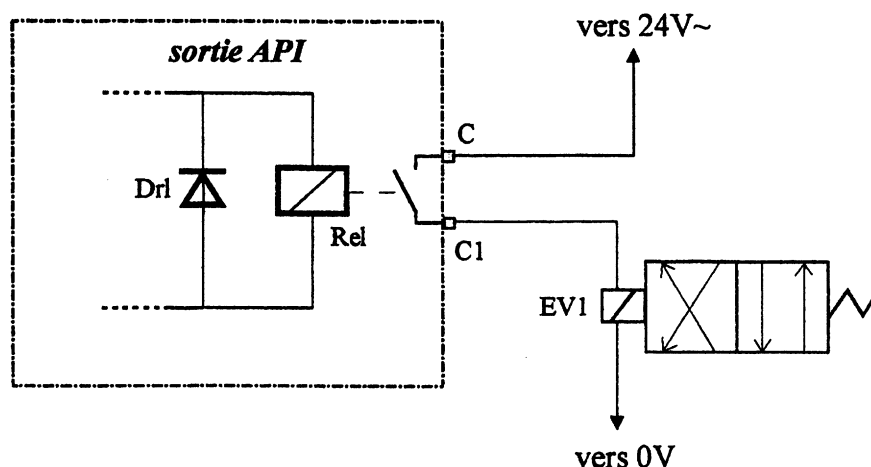 vers 24V~
sortie API
C
Drl
Rel
C1
EV1
vers 0V